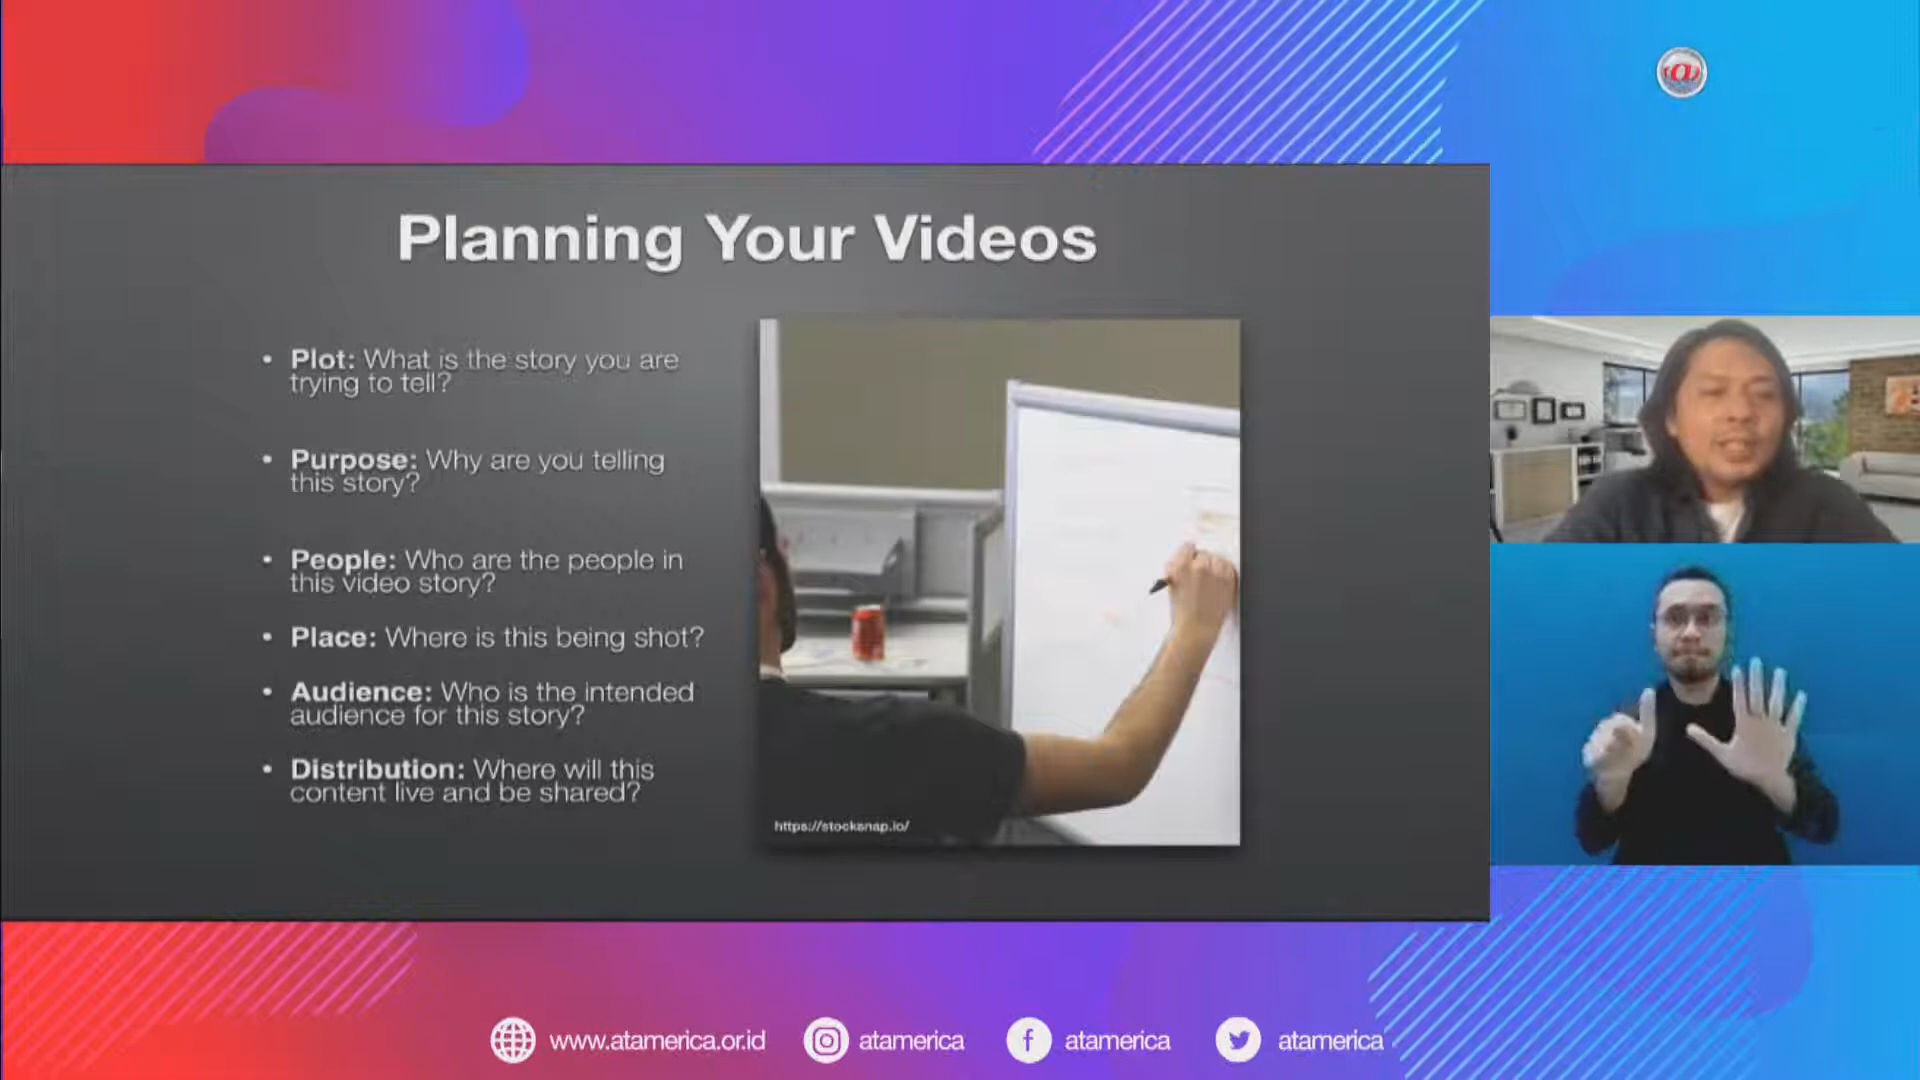 @
Planning Your Videos
• Plot: What is the story you are
trying to tell?
• Purpose: Why are you telling
this story?
• People: Who are the people in
this video story?
• Place: Where is this being shot?
• Audience: Who is the intended
audience for this story?
• Distribution: Where will this
content live and be shared?
https://stocksnap.io/
www.atamerica.or.id
atamerica
atamerica
atamerica